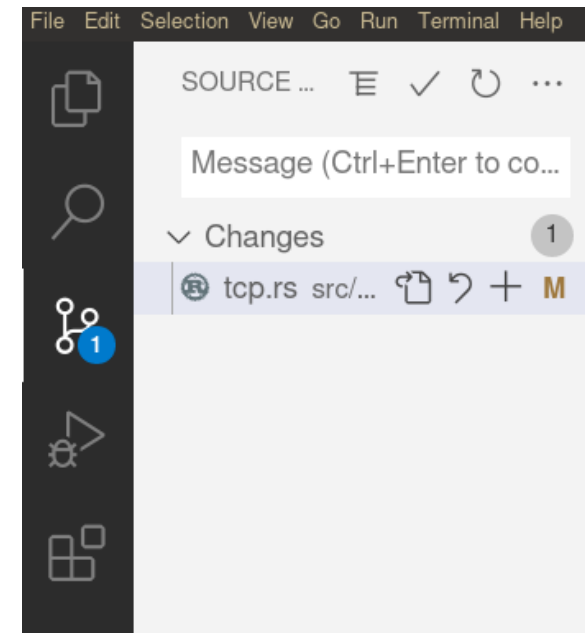 File Edit Selection View Go Run Terminal Help
SOURCE ...
Message (Ctrl+Enter to co...
Changes 1
tcp.rs src/... M
1